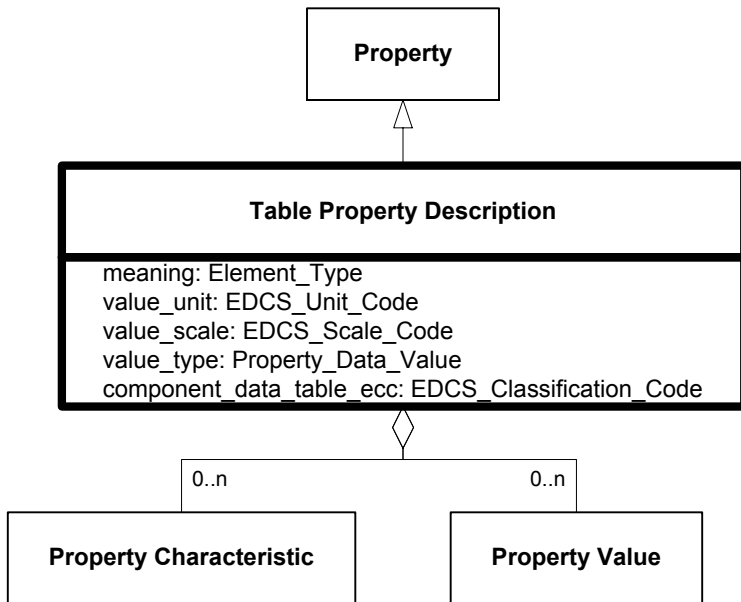 Property
Table Property Description
meaning: Element_Type
value_unit: EDCS_Unit_Code
value_scale: EDCS_Scale_Code
value_type: Property_Data_Value
component_data_table_ecc: EDCS_Classification_Code
0..n 0..n
Property Characteristic
Property Value